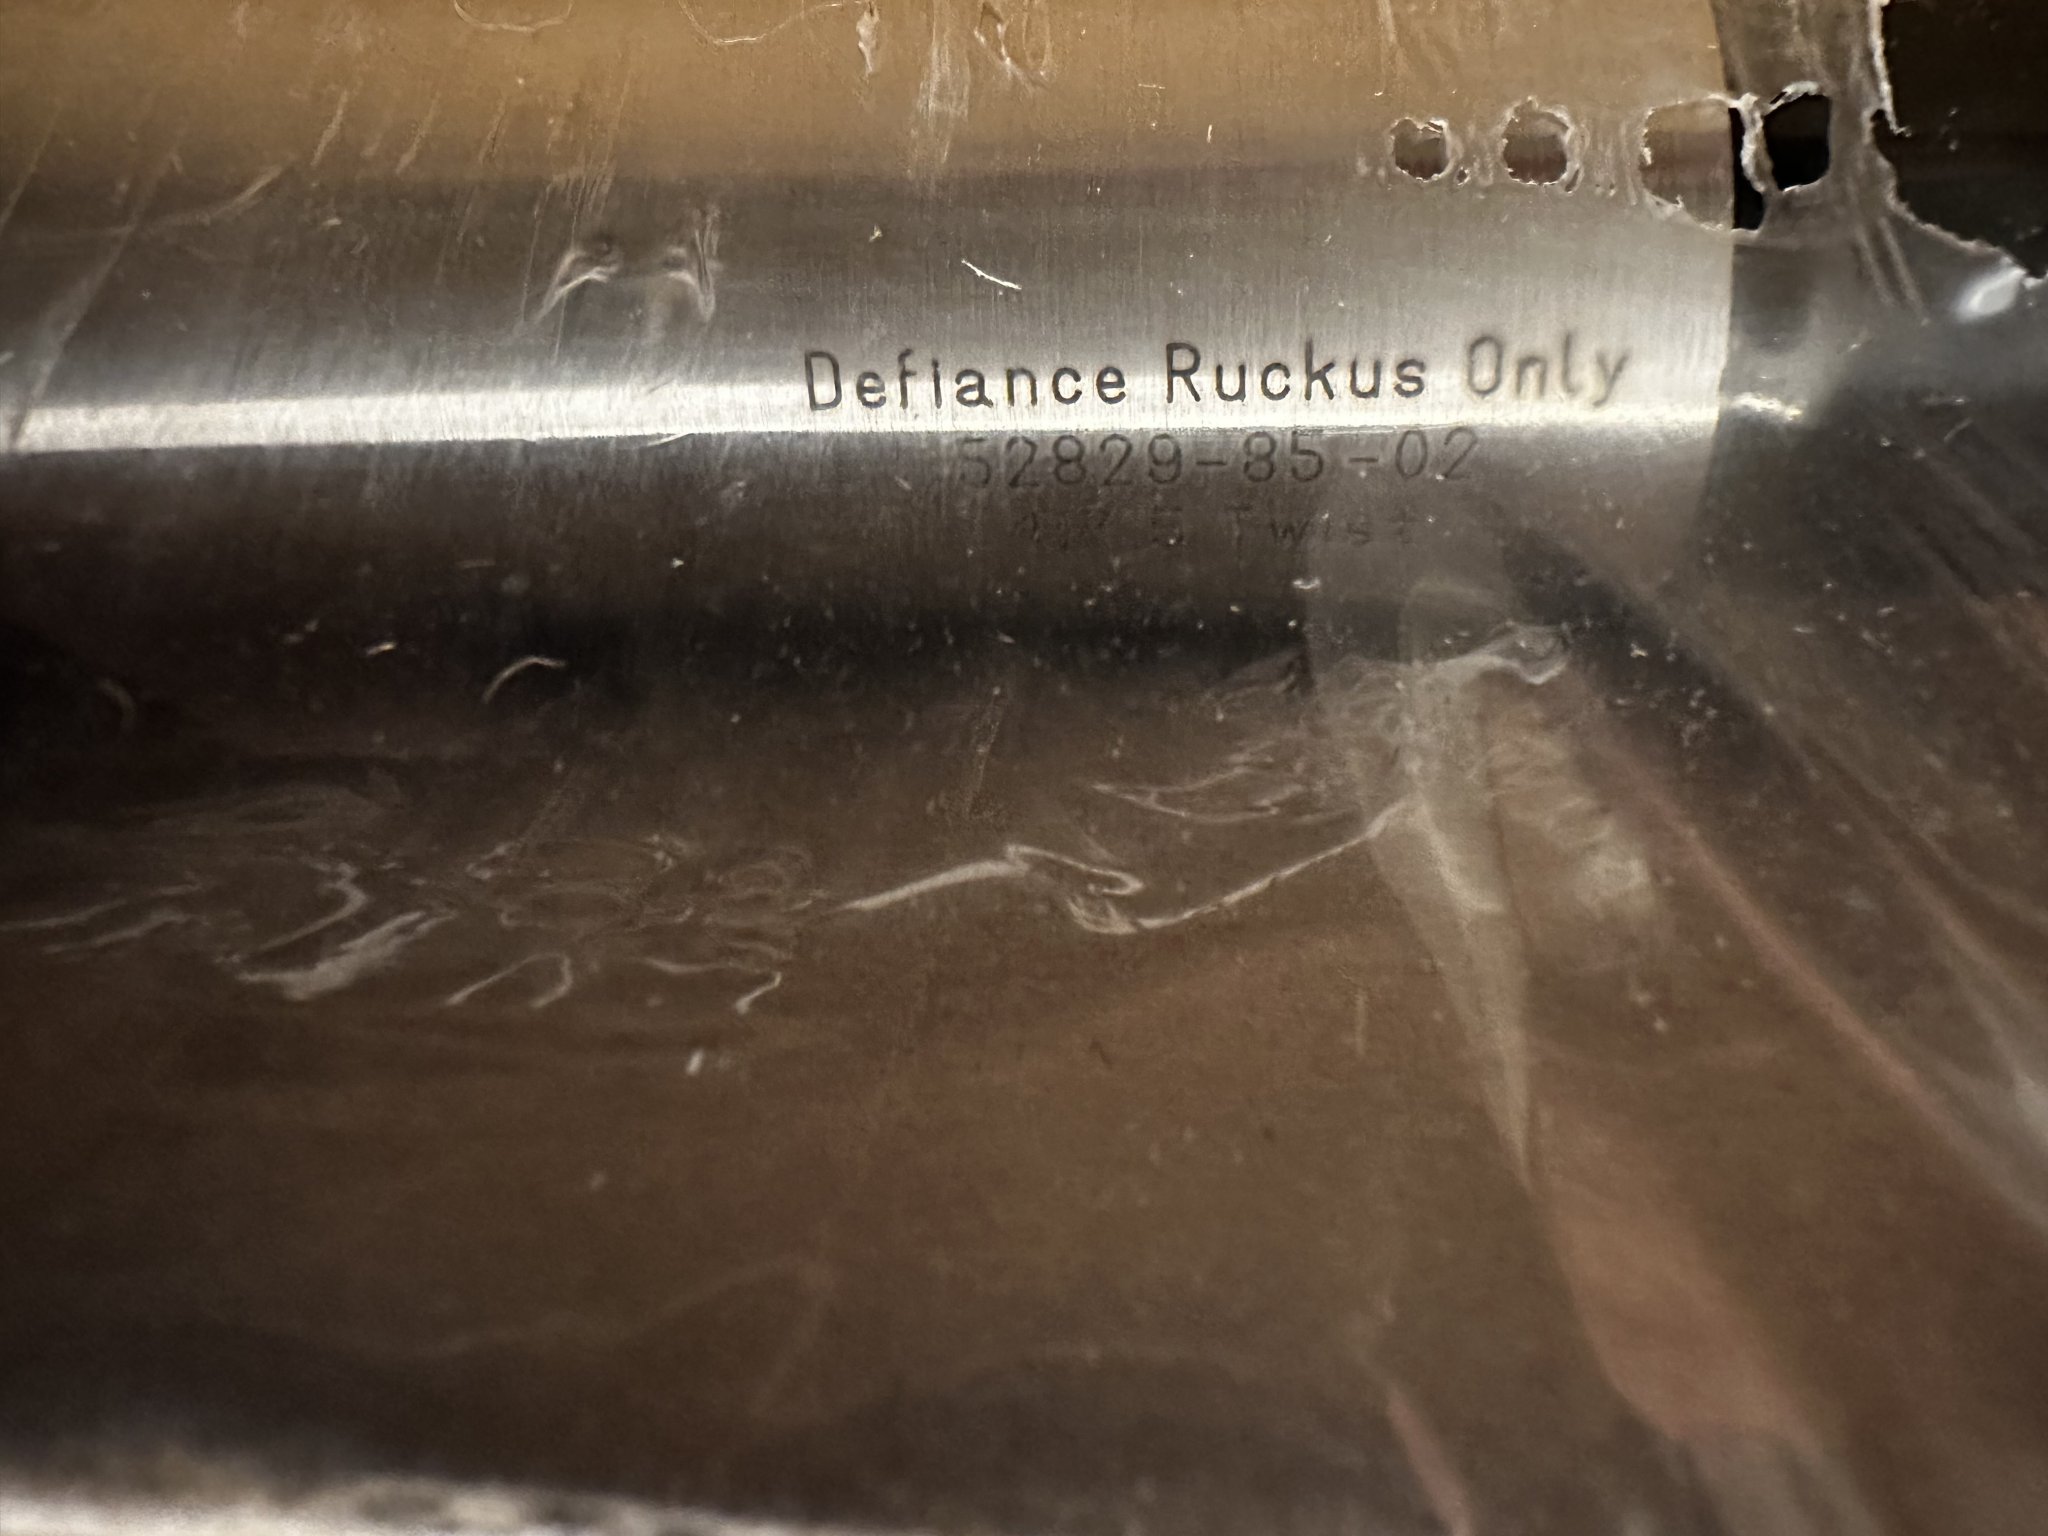 Defiance Ruckus Only
52829-85-02
Twist